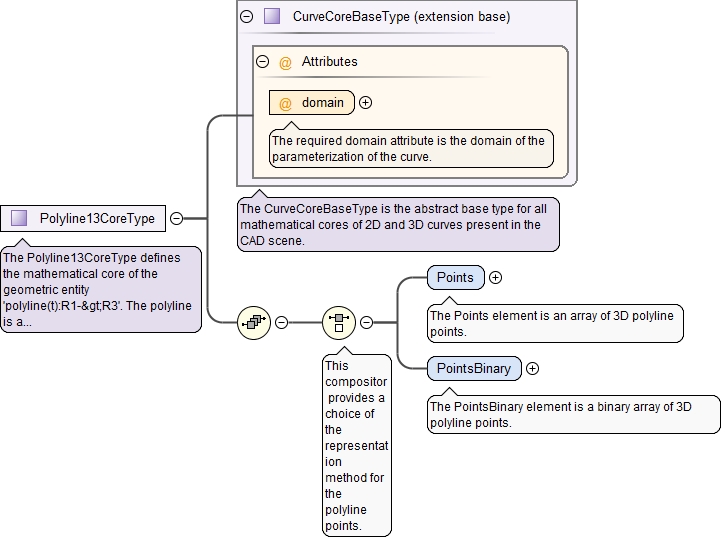 CurveCoreBaseType (extension base)
@ Attributes
@ domain
The required domain attribute is the domain of the
parameterization of the curve.
Polyline13CoreType
The CurveCoreBaseType is the abstract base type for all
mathematical cores of 2D and 3D curves present in the
CAD scene.
The Polyline13CoreType defines
the mathematical core of the
geometric entity
'polyline(t):R1-&gt;R3'. The polyline
is a...
Points
The Points element is an array of 3D polyline
points.
PointsBinary
The PointsBinary element is a binary array of 3D
polyline points.
This
compositor
provides a
choice of
the
representat
ion
method for
the
polyline
points.